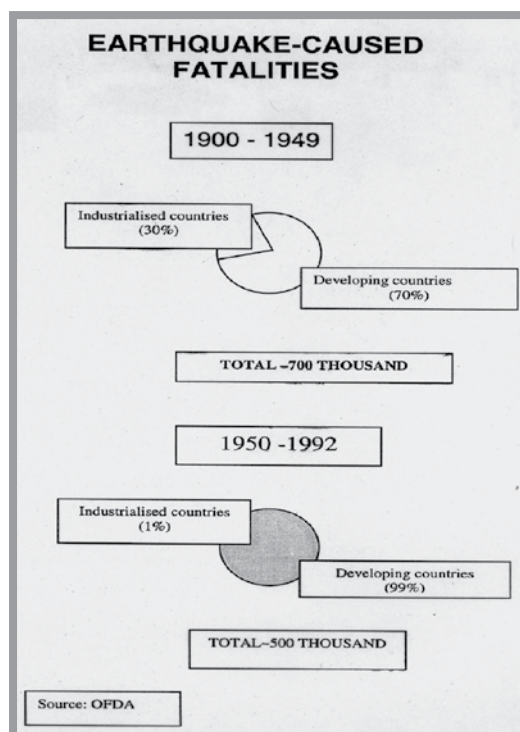 EARTHQUAKE-CAUSED
FATALITIES
1900 - 1949
Industrialised countries
(30%)
Developing countries
(70%)
TOTAL ~700 THOUSAND
1950 -1992
Industrialised countries
(1%)
Developing countries
(99%)
TOTAL~500 THOUSAND
Source: OFDA